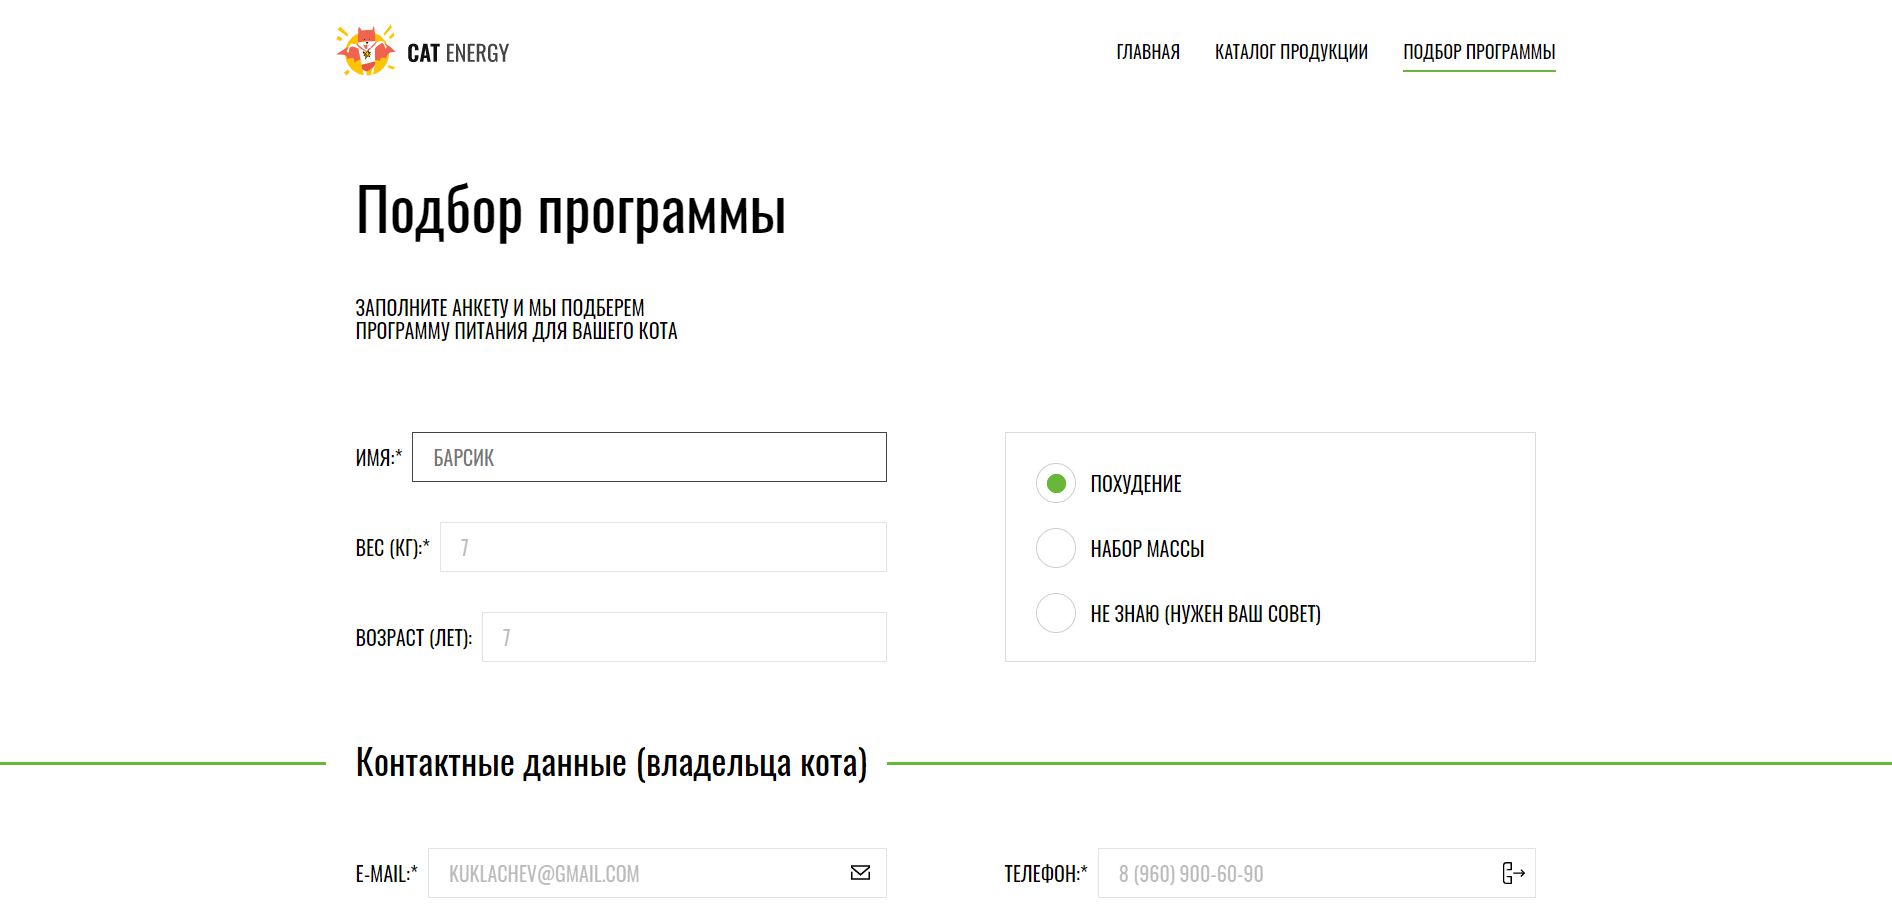 CAT ENERGY
ГЛАВНАЯ
КАТАЛОГ ПРОДУКЦИИ
ПОДБОР ПРОГРАММЫ
Подбор программы
ЗАПОЛНИТЕ АНКЕТУ И МЫ ПОДБЕРЕМ
ПРОГРАММУ ПИТАНИЯ ДЛЯ ВАШЕГО КОТА
ИМЯ:* БАРСИК
ВЕС (КГ):* 7
ВОЗРАСТ (ЛЕТ): 7
ПОХУДЕНИЕ
НАБОР МАССЫ
НЕ ЗНАЮ (НУЖЕН ВАШ СОВЕТ)
Контактные данные (владельца кота)
E-MAIL:* KUKLACHEV@GMAIL.COM
ТЕЛЕФОН:* 8 (960) 900-60-90